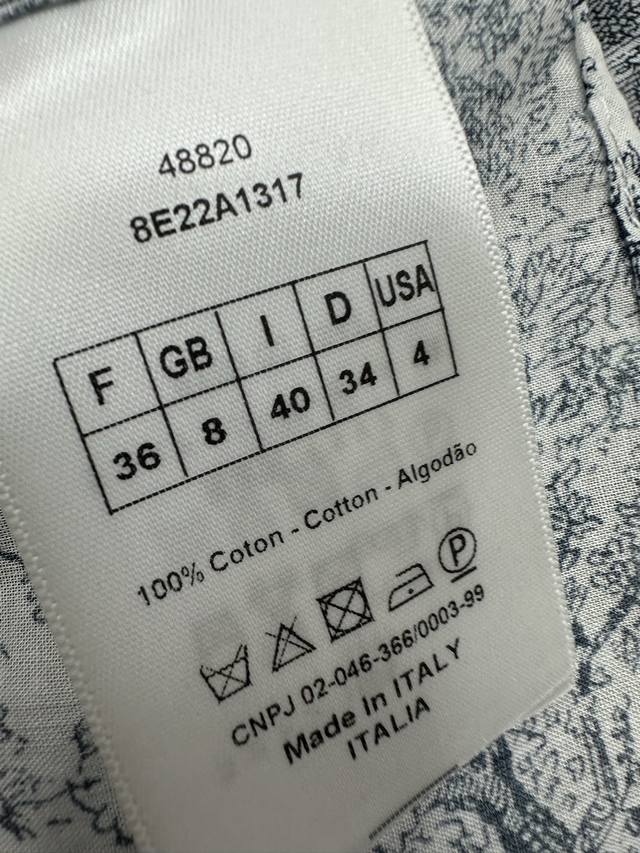 48820
8E22A1317
F GB I D USA
36 8 40 34 4
100% Coton - Cotton - Algodão
P
CNPJ 02-046-366/0003-99
Made In ITALY
ITALIA